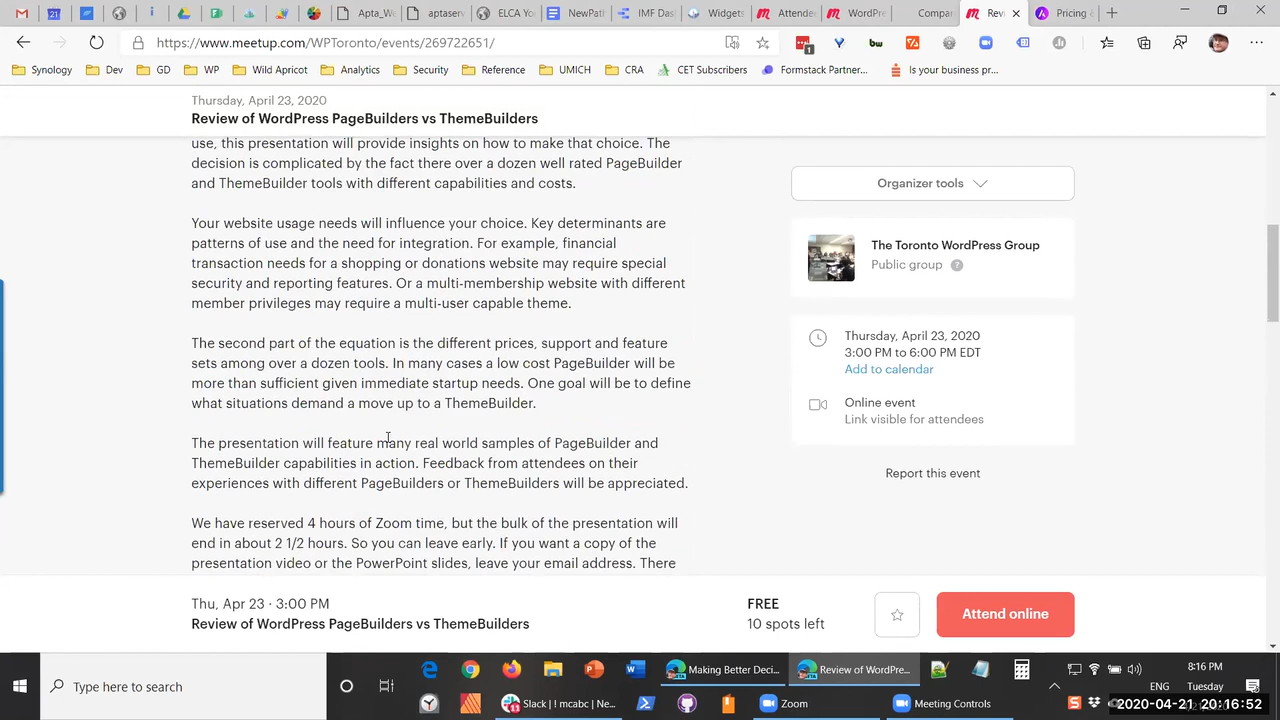 Apta_We
aptaserv
ELCA Yo
NewPath
IMF Das
Widgets
Attende
WordPre
Compar
Rev
Pricing &
https://www.meetup.com/WPToronto/events/269722651/
Synology
Dev
GD
WP
Wild Apricot
Analytics
Security
Reference
UMICH
CRA
CET Subscribers
Formstack Partner...
Is your business pr...
Thursday, April 23, 2020
Review of WordPress PageBuilders vs ThemeBuilders
use, this presentation will provide insights on how to make that choice. The
decision is complicated by the fact there over a dozen well rated PageBuilder
and ThemeBuilder tools with different capabilities and costs.
Your website usage needs will influence your choice. Key determinants are
patterns of use and the need for integration. For example, financial
transaction needs for a shopping or donations website may require special
security and reporting features. Or a multi-membership website with different
member privileges may require a multi-user capable theme.
The second part of the equation is the different prices, support and feature
sets among over a dozen tools. In many cases a low cost PageBuilder will be
more than sufficient given immediate startup needs. One goal will be to define
what situations demand a move up to a ThemeBuilder.
The presentation will feature many real world samples of PageBuilder and
ThemeBuilder capabilities in action. Feedback from attendees on their
experiences with different PageBuilders or ThemeBuilders will be appreciated.
We have reserved 4 hours of Zoom time, but the bulk of the presentation will
end in about 2 1/2 hours. So you can leave early. If you want a copy of the
presentation video or the PowerPoint slides, leave your email address. There
Organizer tools
The Toronto WordPress Group
Public group ?
Thursday, April 23, 2020
3:00 PM to 6:00 PM EDT
Add to calendar
Online event
Link visible for attendees
Report this event
Thu, Apr 23 · 3:00 PM
Review of WordPress PageBuilders vs ThemeBuilders
FREE
10 spots left
Attend online
Type here to search
Making Better Deci...
Review of WordPre...
Slack | ! mcabc | Ne...
Zoom
Meeting Controls
ENG
8:16 PM
Tuesday
2020-04-21 20:16:52